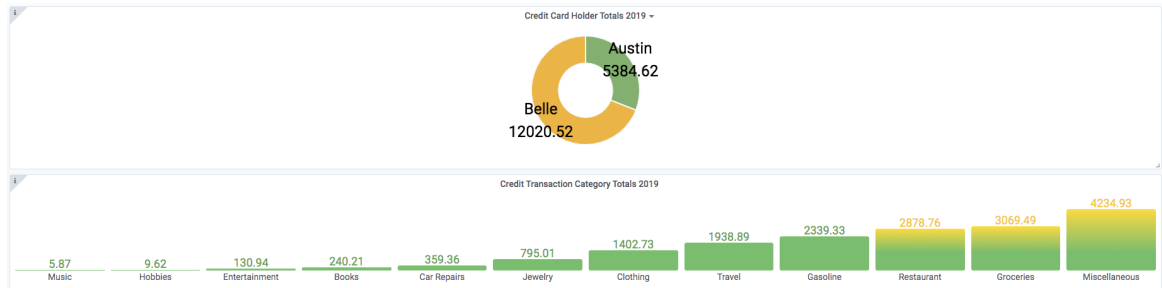 i
Credit Card Holder Totals 2019
Austin
5384.62
Belle
12020.52
i
Credit Transaction Category Totals 2019
5.87 9.62 130.94 240.21 359.36 795.01 1402.73 1938.89 2339.33 2878.76 3069.49 4234.93
Music Hobbies Entertainment Books Car Repairs Jewelry Clothing Travel Gasoline Restaurant Groceries Miscellaneous